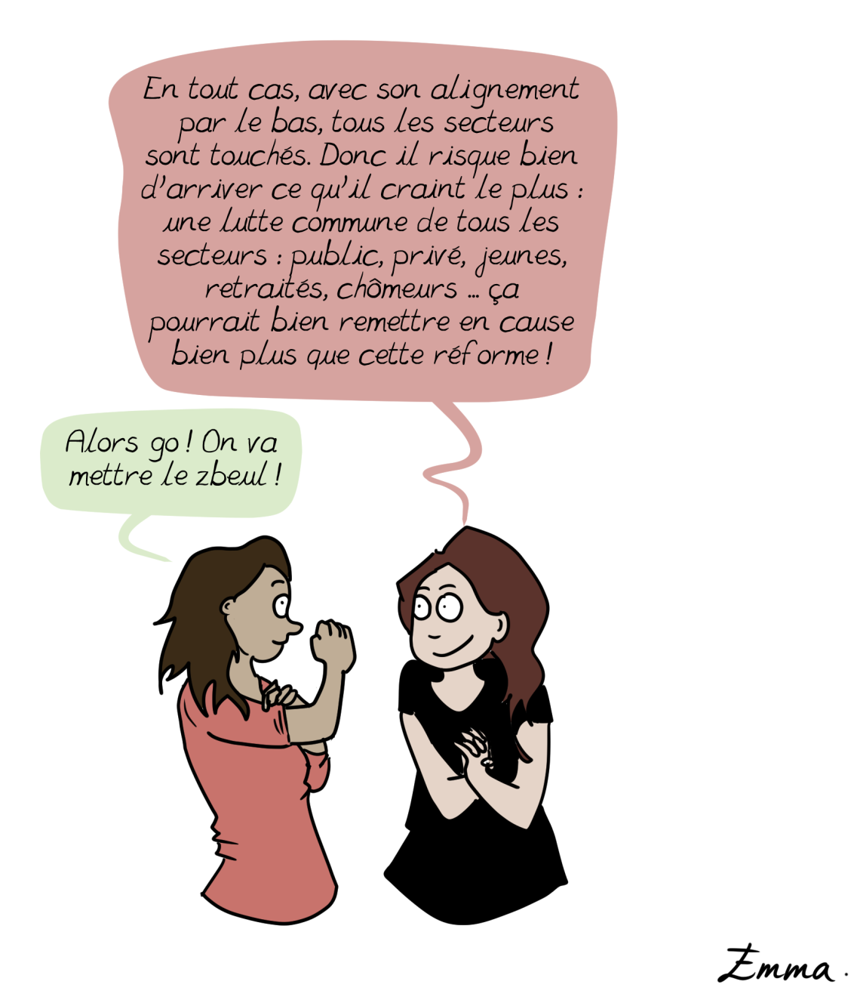 En tout cas, avec son alignement
par le bas, tous les secteurs
sont touchés. Donc il risque bien
d'arriver ce qu'il craint le plus :
une lutte commune de tous les
secteurs : public, privé, jeunes,
retraités, chômeurs ... ça
pourrait bien remettre en cause
bien plus que cette réforme !
Alors go ! On va
mettre le zbeul !
Emma.